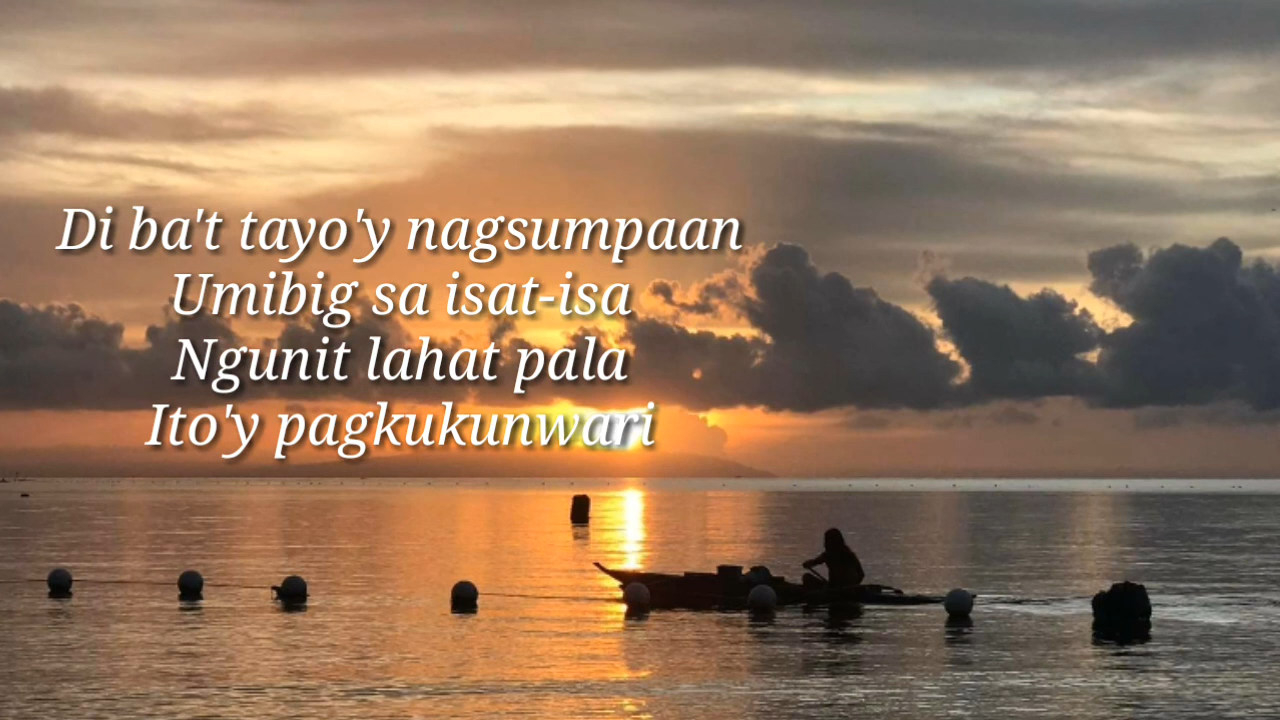 Di ba't tayo'y nagsumpaan
Umibig sa isat-isa
Ngunit lahat pala
Ito'y pagkukunwari